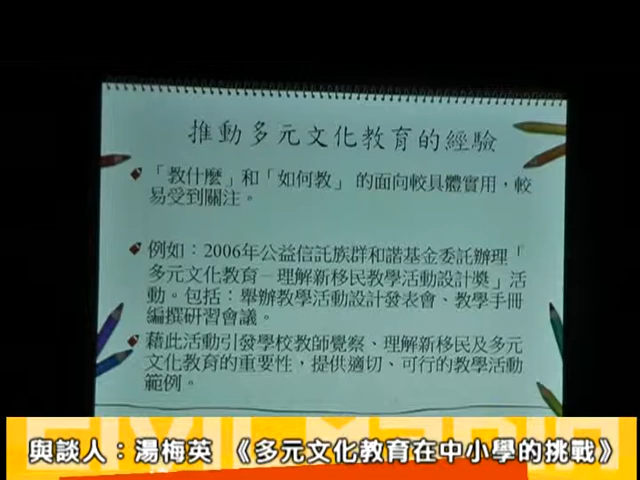 推動多元文化教育的經驗
「教什麼」和「如何教」的面向較具體實用，較
易受到關注。
例如：2006年公益信託族群和諧基金委託辦理「
多元文化教育－理解新移民教學活動設計獎」活
動。包括：舉辦教學活動設計發表會、教學手冊
編撰研習會議。
藉此活動引發學校教師覺察、理解新移民及多元
文化教育的重要性，提供適切、可行的教學活動
範例。
與談人：湯梅英 《多元文化教育在中小學的挑戰》